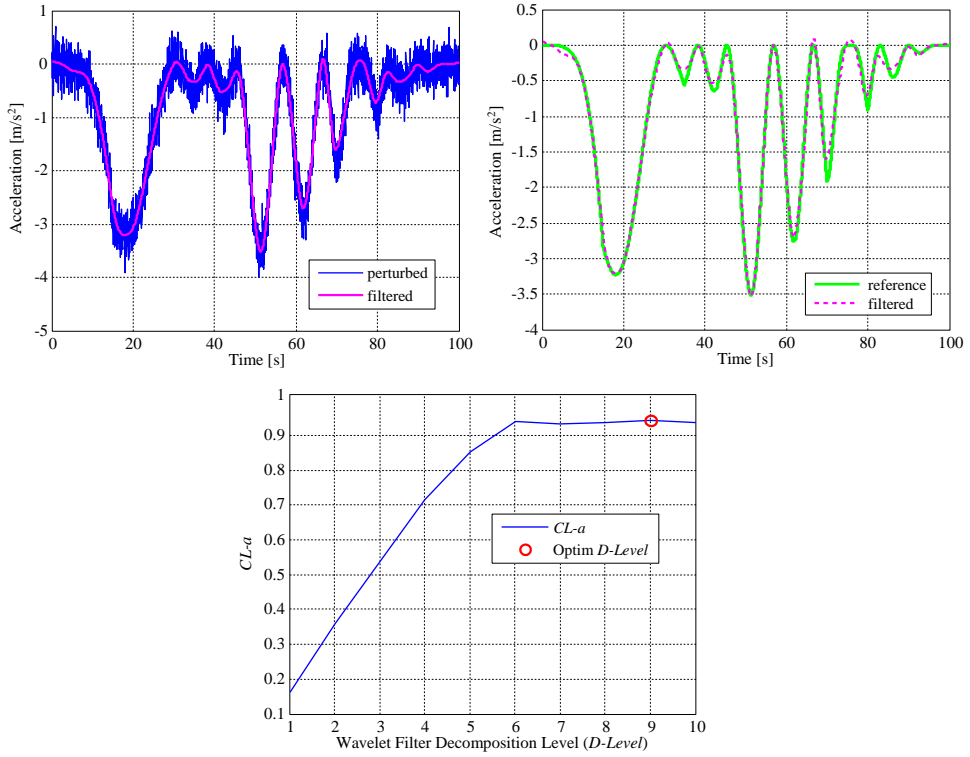 1
0
-1
-2
-3
-4
-5
Acceleration [m/s²]
perturbed
filtered
0 20 40 60 80 100
Time [s]
0.5
0
-0.5
-1
-1.5
-2
-2.5
-3
-3.5
-4
Acceleration [m/s²]
reference
filtered
0 20 40 60 80 100
Time [s]
1
0.9
0.8
0.7
0.6
0.5
0.4
0.3
0.2
0.1
CL-a
CL-a
Optim D-Level
1 2 3 4 5 6 7 8 9 10
Wavelet Filter Decomposition Level (D-Level)